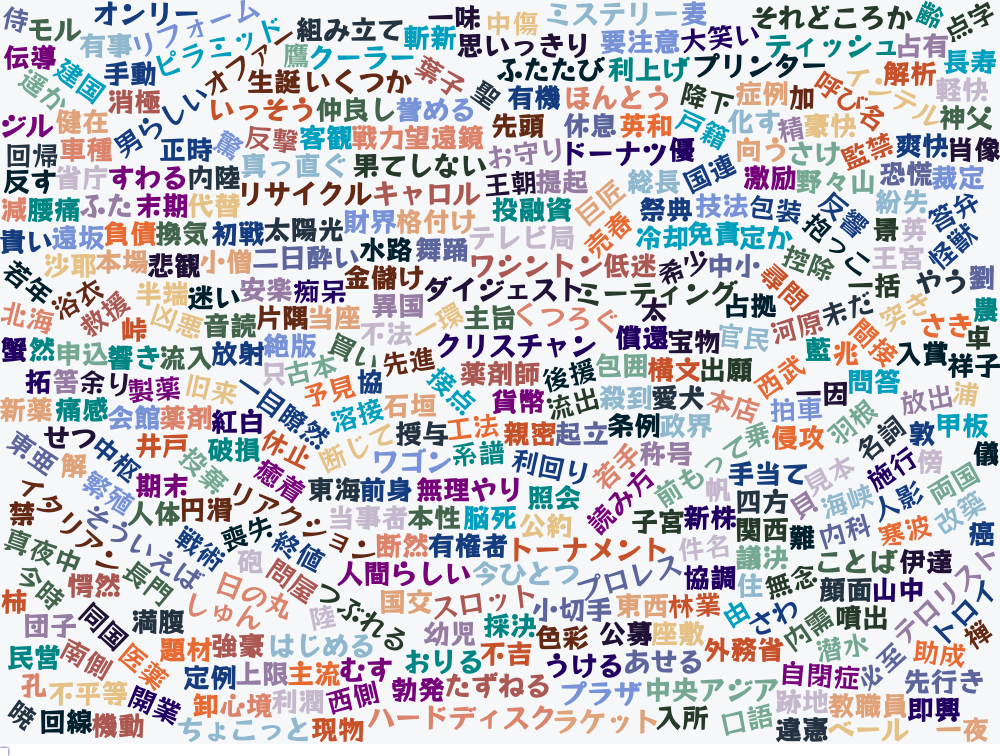 侍
モル
オンリー
リフォーム
有事
ピラミッド
組み立て
一味
中傷
ミステリー
麦
それどころか
齢
点字
伝導
遥か
建国
手動
消極
オファー
鷹
クーラー
斬新
思いっきり
要注意
大笑い
ティッシュ
占有
長寿
生誕
いくつか
葉子
ふたたび
利上げ
プリンター
解析
軽快
ジル
健在
男らしい
いっそう
仲良し
誉める
聖
有機
ほんとう
降下
症例
加
呼び名
インテル
神父
回帰
車種
正時
驚
反撃
客観
戦力
望遠鏡
先頭
休息
英和
戸籍
化す
精
豪快
爽快
肖像
反す
省庁
すわる
内陸
真っ直ぐ
果てしない
お守り
ドーナツ
優
向う
さけ
監禁
減
腰痛
ふた
末期
代替
リサイクル
キャロル
王朝
提起
巨匠
総長
国連
激励
野々山
恐慌
裁定
貴い
遠坂
負債
換気
初戦
太陽光
財界
格付け
投融資
売春
祭典
技法
包装
反響
抱っこ
紛失
答弁
沙耶
本場
悲観
小僧
二日酔い
水路
舞踊
テレビ局
冷却
免責
定か
景
英
怪獣
若年
浴衣
半端
迷い
安楽
痴呆
金儲け
ワシントン
低迷
希少
中小
控除
王宮
やう
劉
北海
救援
峠
凶悪
音読
片隅
当座
異国
ダイジェスト
ミーティング
太
占拠
尋問
一括
未だ
突き
農
蟹
然
申込
響き
流入
放射
絶版
買い
不法
一環
主旨
くつろぐ
償還
宝物
官民
河原
間接
さき
卓
拓
筈
余り
製薬
旧来
只
古本
先進
クリスチャン
薬剤師
後援
包囲
構文
出願
西武
藍
兆
入賞
祥子
新薬
痛感
会館
薬剤
紅白
一目瞭然
予見
協
接点
貨幣
流出
殺到
愛犬
本店
一因
問答
放出
浦
東亜
せつ
中枢
井戸
破損
休止
溶接
石垣
授与
工法
親密
起立
条例
政界
拍車
羽根
名詞
敦
甲板
解
繁殖
投棄
癒着
断じて
ワゴン
系譜
利回り
若手
称号
前もって
乗
侵攻
施行
傍
儀
イタリアン
禁
期末
リアクション
東海
前身
無理やり
照会
読み方
帆
手当て
貝
見本
海峡
人影
両国
真夜中
そういえば
人体
円滑
当事者
本性
脳死
公約
子宮
新株
四方
関西
難
内科
寒波
改築
癌
今時
愕然
長門
戦術
喪失
終値
断然
有権者
トーナメント
件名
議決
ことば
伊達
柿
砲
問屋
人間らしい
今ひとつ
プロレス
協調
住
無念
顔面
山中
テロリスト
団子
同国
満腹
日の丸
しゅん
陸
つぶれる
国交
スロット
小切手
東西
林業
由
さわ
内需
噴出
トロイ
禅
民営
南側
医薬
題材
強豪
はじめる
幼児
採決
色彩
公募
座敷
外務省
潜水
必至
助成
孔
不平等
開業
定例
上限
主流
むす
おりる
不吉
うける
あせる
自閉症
先行き
暁
回線
機動
卸
心境
利潤
西側
勃発
たずねる
プラザ
中央アジア
跡地
教職員
即興
ちょこっと
現物
ハードディスク
ラケット
入所
口語
違憲
ベール
一夜